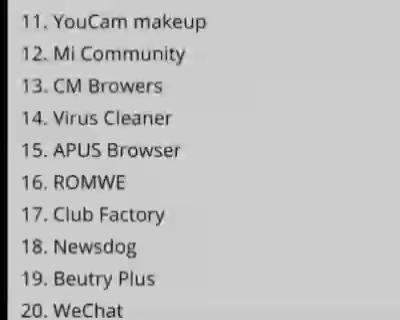 11. YouCam makeup
12. Mi Community
13. CM Browers
14. Virus Cleaner
15. APUS Browser
16. ROMWE
17. Club Factory
18. Newsdog
19. Beutry Plus
20. WeChat